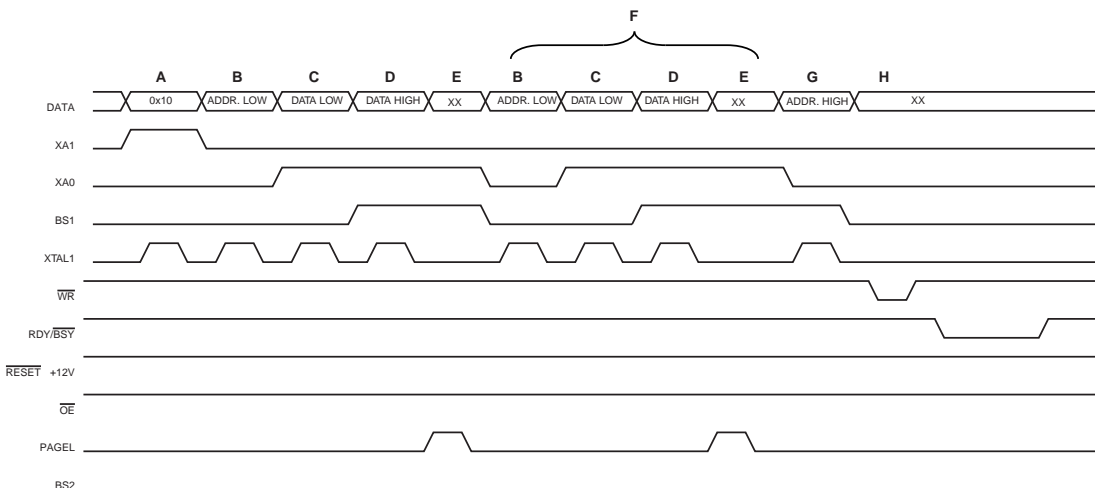 F
A B C D E B C D E G H
DATA 0x10 ADDR. LOW DATA LOW DATA HIGH XX ADDR. LOW DATA LOW DATA HIGH XX ADDR. HIGH XX
XA1
XA0
BS1
XTAL1
WR
RDY/BSY
RESET +12V
OE
PAGEL
BS2